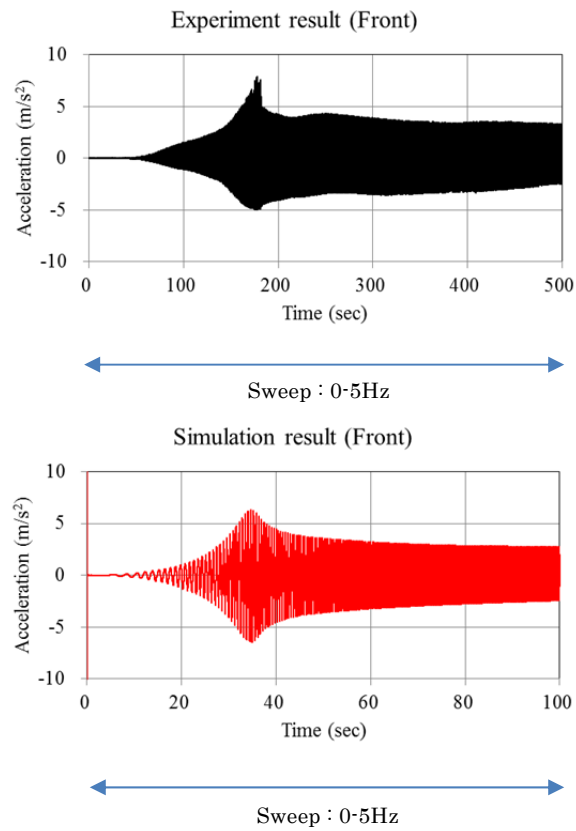 Experiment result (Front)
Acceleration (m/s²)
10
5
0
-5
-10
0 100 200 300 400 500
Time (sec)
Sweep : 0-5Hz
Simulation result (Front)
Acceleration (m/s²)
10
5
0
-5
-10
0 20 40 60 80 100
Time (sec)
Sweep : 0-5Hz